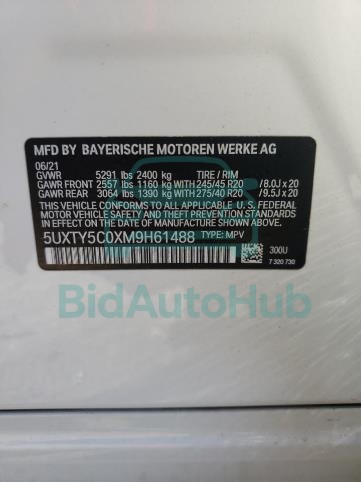 MFD BY BAYERISCHE MOTOREN WERKE AG
06/21
GVWR 5291 lbs 2400 kg TIRE / RIM
GAWR FRONT 2557 lbs 1160 kg WITH 245/45 R20 /8.0J x 20
GAWR REAR 3064 lbs 1390 kg WITH 275/40 R20 /9.5J x 20
THIS VEHICLE CONFORMS TO ALL APPLICABLE FEDERAL
MOTOR VEHICLE SAFETY, BUMPER, AND THEFT PREVENTION
STANDARDS IN EFFECT ON THE DATE OF MANUFACTURE
SHOWN ABOVE.
5UXTY5C0XM9H61488 TYPE: MPV
300U
7 320 730
BidAutoHub